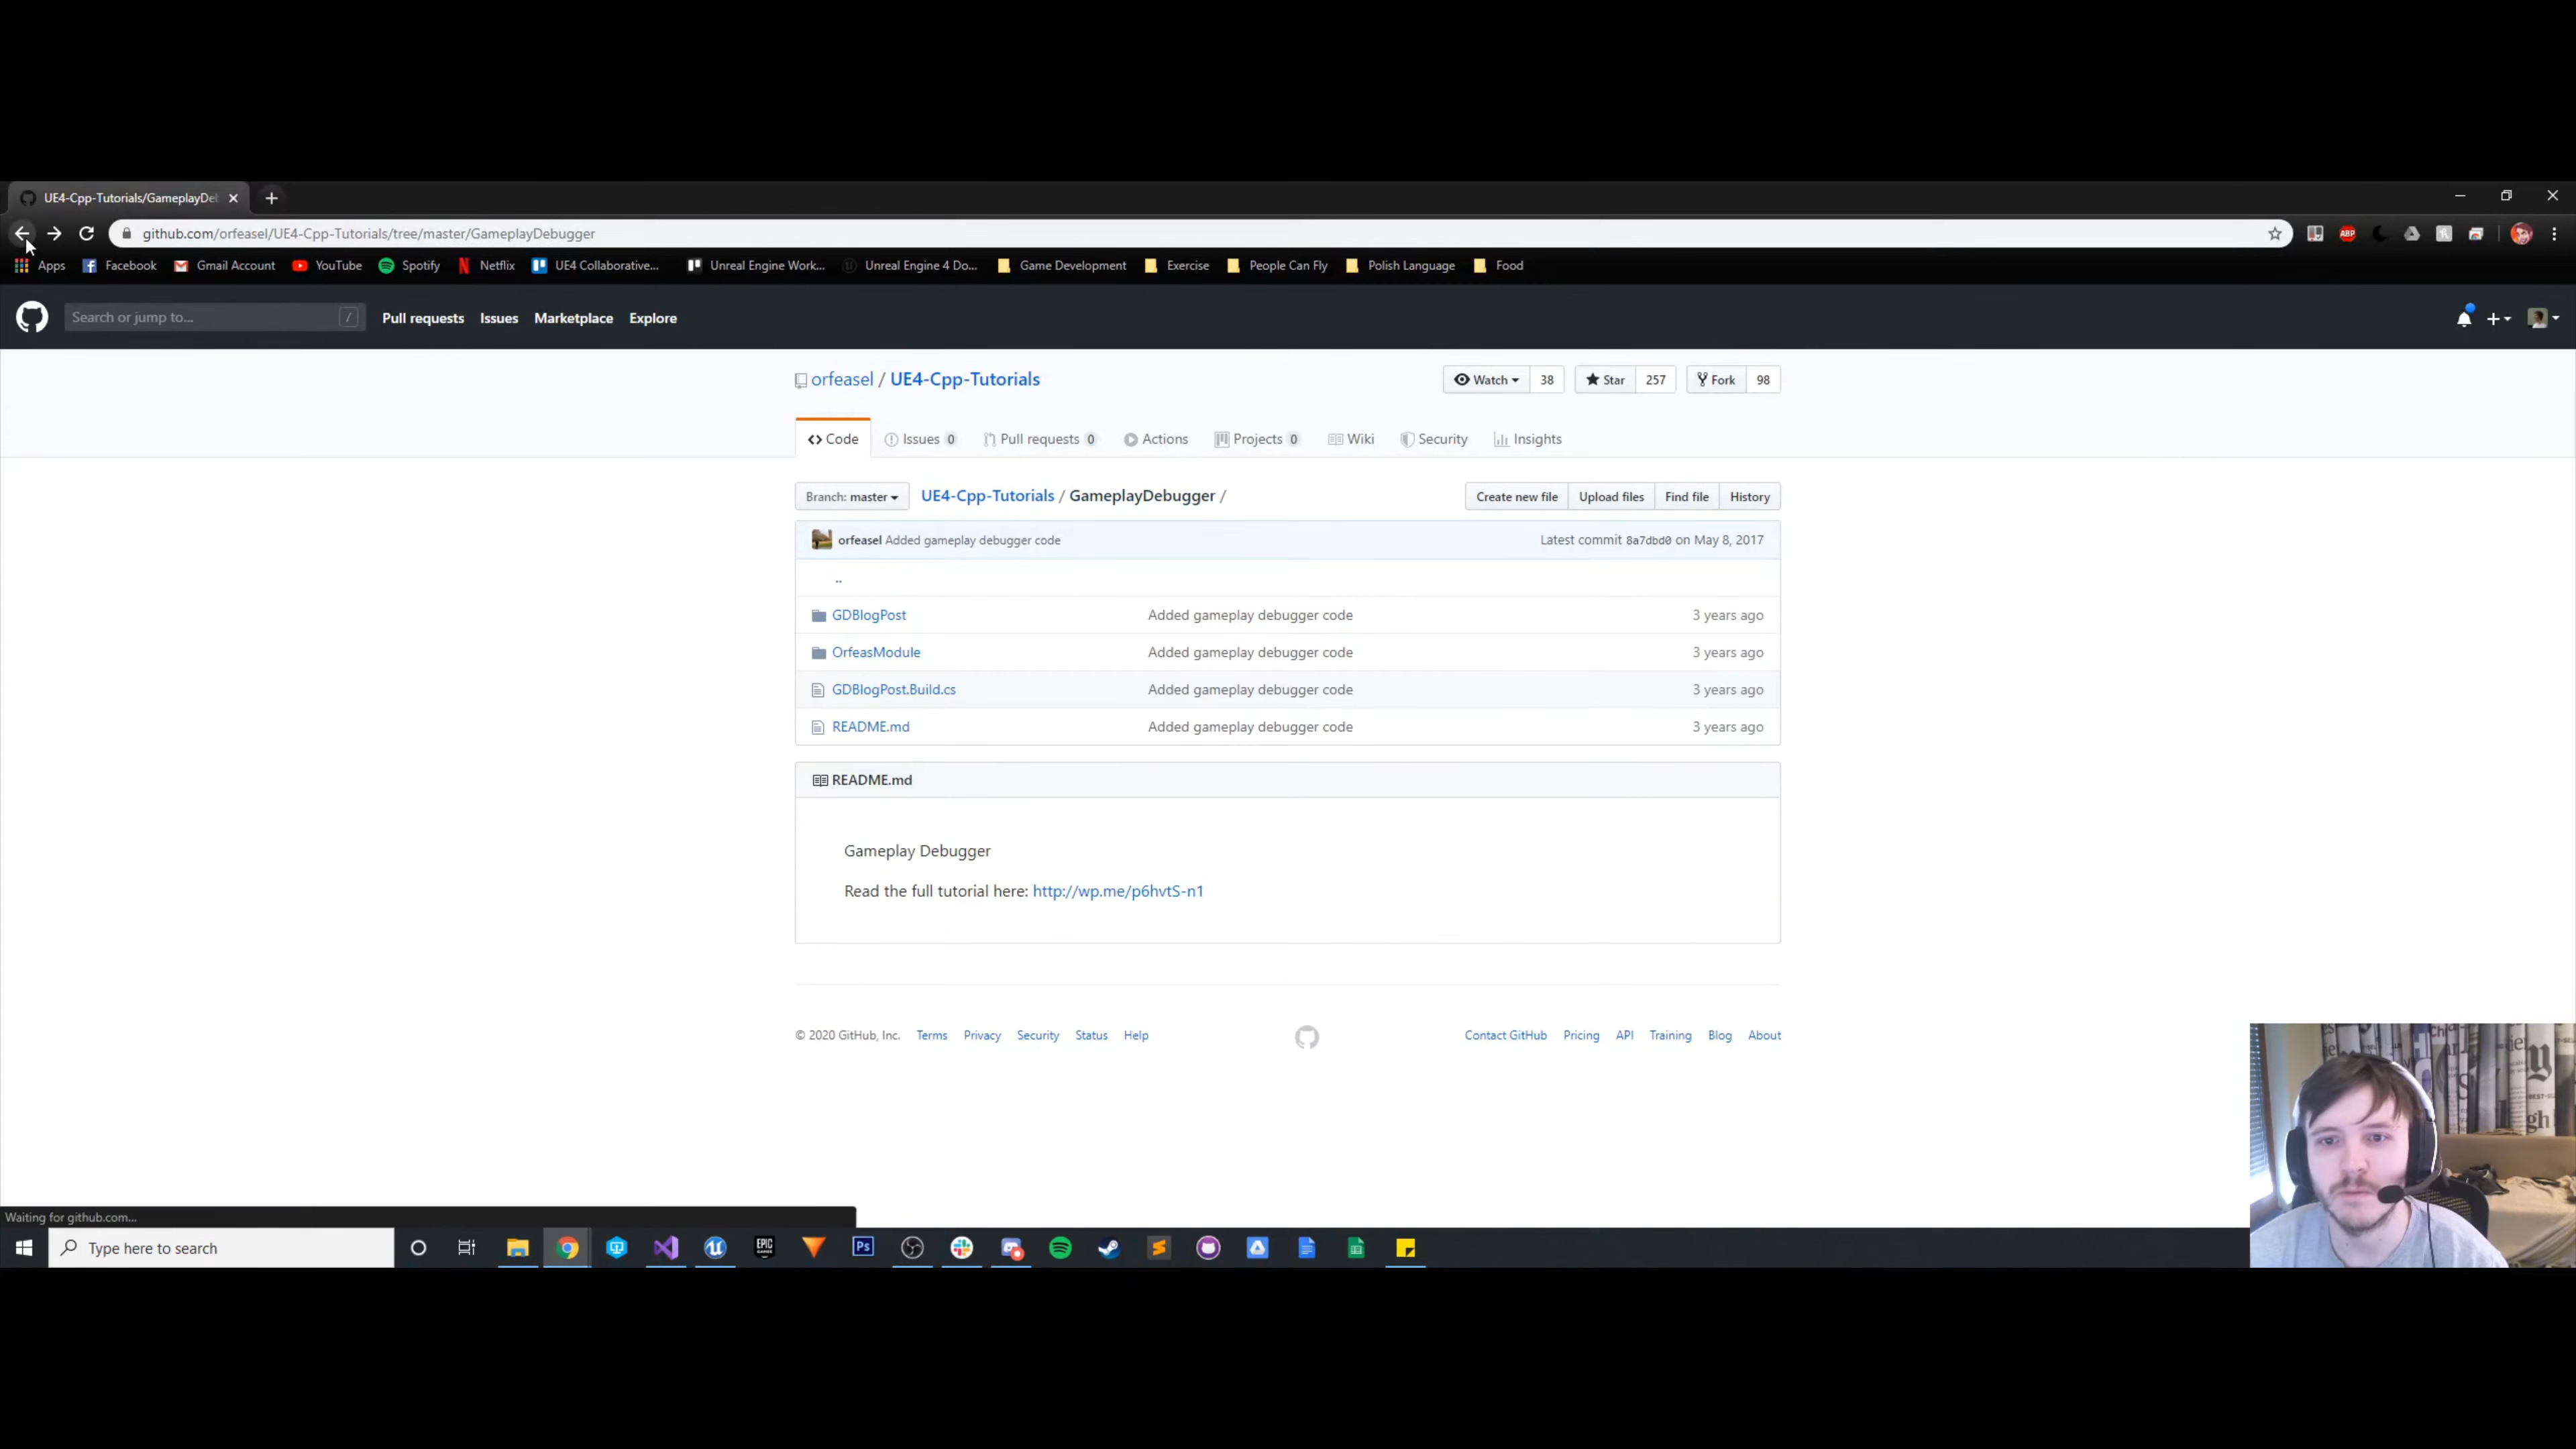 UE4-Cpp-Tutorials/GameplayDe
github.com/orfeasel/UE4-Cpp-Tutorials/tree/master/GameplayDebugger
ABP
Apps Facebook Gmail Account YouTube Spotify Netflix UE4 Collaborative... Unreal Engine Work... Unreal Engine 4 Do... Game Development Exercise People Can Fly Polish Language Food
Search or jump to... / Pull requests Issues Marketplace Explore
orfeasel / UE4-Cpp-Tutorials Watch 38 Star 257 Fork 98
Code Issues 0 Pull requests 0 Actions Projects 0 Wiki Security Insights
Branch: master UE4-Cpp-Tutorials / GameplayDebugger / Create new file Upload files Find file History
orfeasel Added gameplay debugger code Latest commit 8a7dbd0 on May 8, 2017
..
GDBlogPost Added gameplay debugger code 3 years ago
OrfeasModule Added gameplay debugger code 3 years ago
GDBlogPost.Build.cs Added gameplay debugger code 3 years ago
README.md Added gameplay debugger code 3 years ago
README.md
Gameplay Debugger
Read the full tutorial here: http://wp.me/p6hvtS-n1
© 2020 GitHub, Inc. Terms Privacy Security Status Help Contact GitHub Pricing API Training Blog About
Waiting for github.com...
Type here to search EPIC GAMES Ps